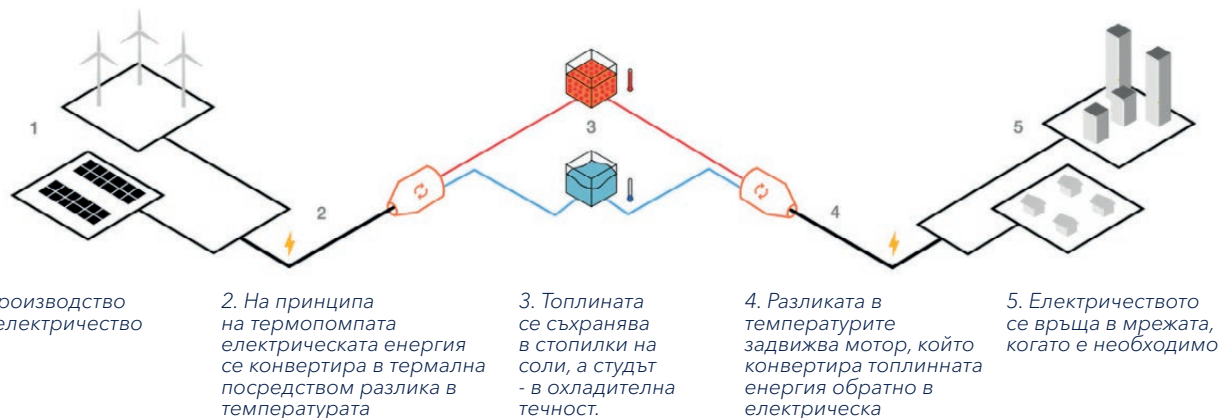 1
2
3
4
5
роизводство
електричество
2. На принципа
на термопомпата
електрическата енергия
се конвертира в термална
посредством разлика в
температурата
3. Топлината
се съхранява
в стопилки на
соли, а студът
- в охладителна
течност.
4. Разликата в
температурите
задвижва мотор, който
конвертира топлинната
енергия обратно в
електрическа
5. Електричеството
се връща в мрежата,
когато е необходимо